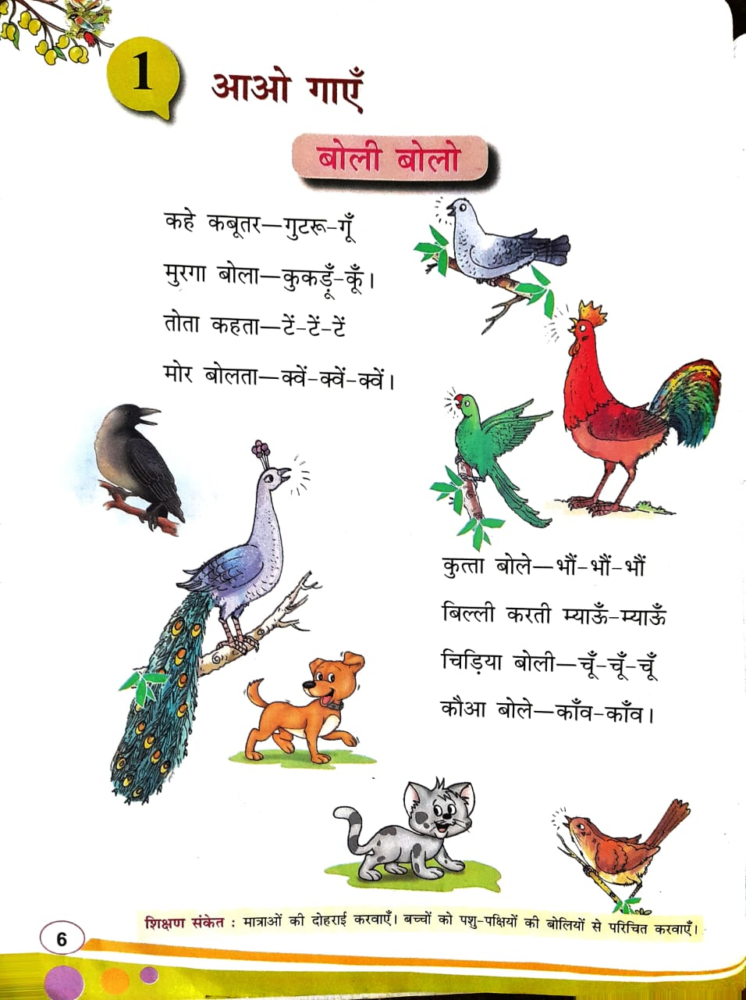 1
आओ गाएँ
बोली बोलो
कहे कबूतर—गुटरू-गूँ
मुरगा बोला—कुकड़ूँ-कूँ।
तोता कहता—टें-टें-टें
मोर बोलता—क्वें-क्वें-क्वें।
कुत्ता बोले—भौं-भौं-भौं
बिल्ली करती म्याऊँ-म्याऊँ
चिड़िया बोली—चूँ-चूँ-चूँ
कौआ बोले—काँव-काँव।
शिक्षण संकेत : मात्राओं की दोहराई करवाएँ। बच्चों को पशु-पक्षियों की बोलियों से परिचित करवाएँ।
6